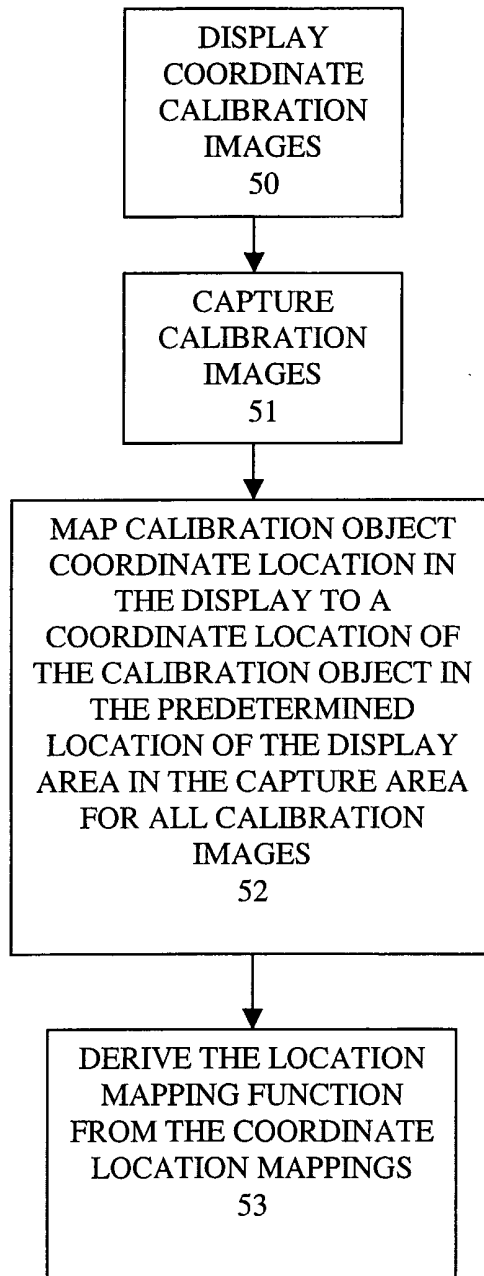 DISPLAY
COORDINATE
CALIBRATION
IMAGES
50
CAPTURE
CALIBRATION
IMAGES
51
MAP CALIBRATION OBJECT
COORDINATE LOCATION IN
THE DISPLAY TO A
COORDINATE LOCATION OF
THE CALIBRATION OBJECT IN
THE PREDETERMINED
LOCATION OF THE DISPLAY
AREA IN THE CAPTURE AREA
FOR ALL CALIBRATION
IMAGES
52
DERIVE THE LOCATION
MAPPING FUNCTION
FROM THE COORDINATE
LOCATION MAPPINGS
53